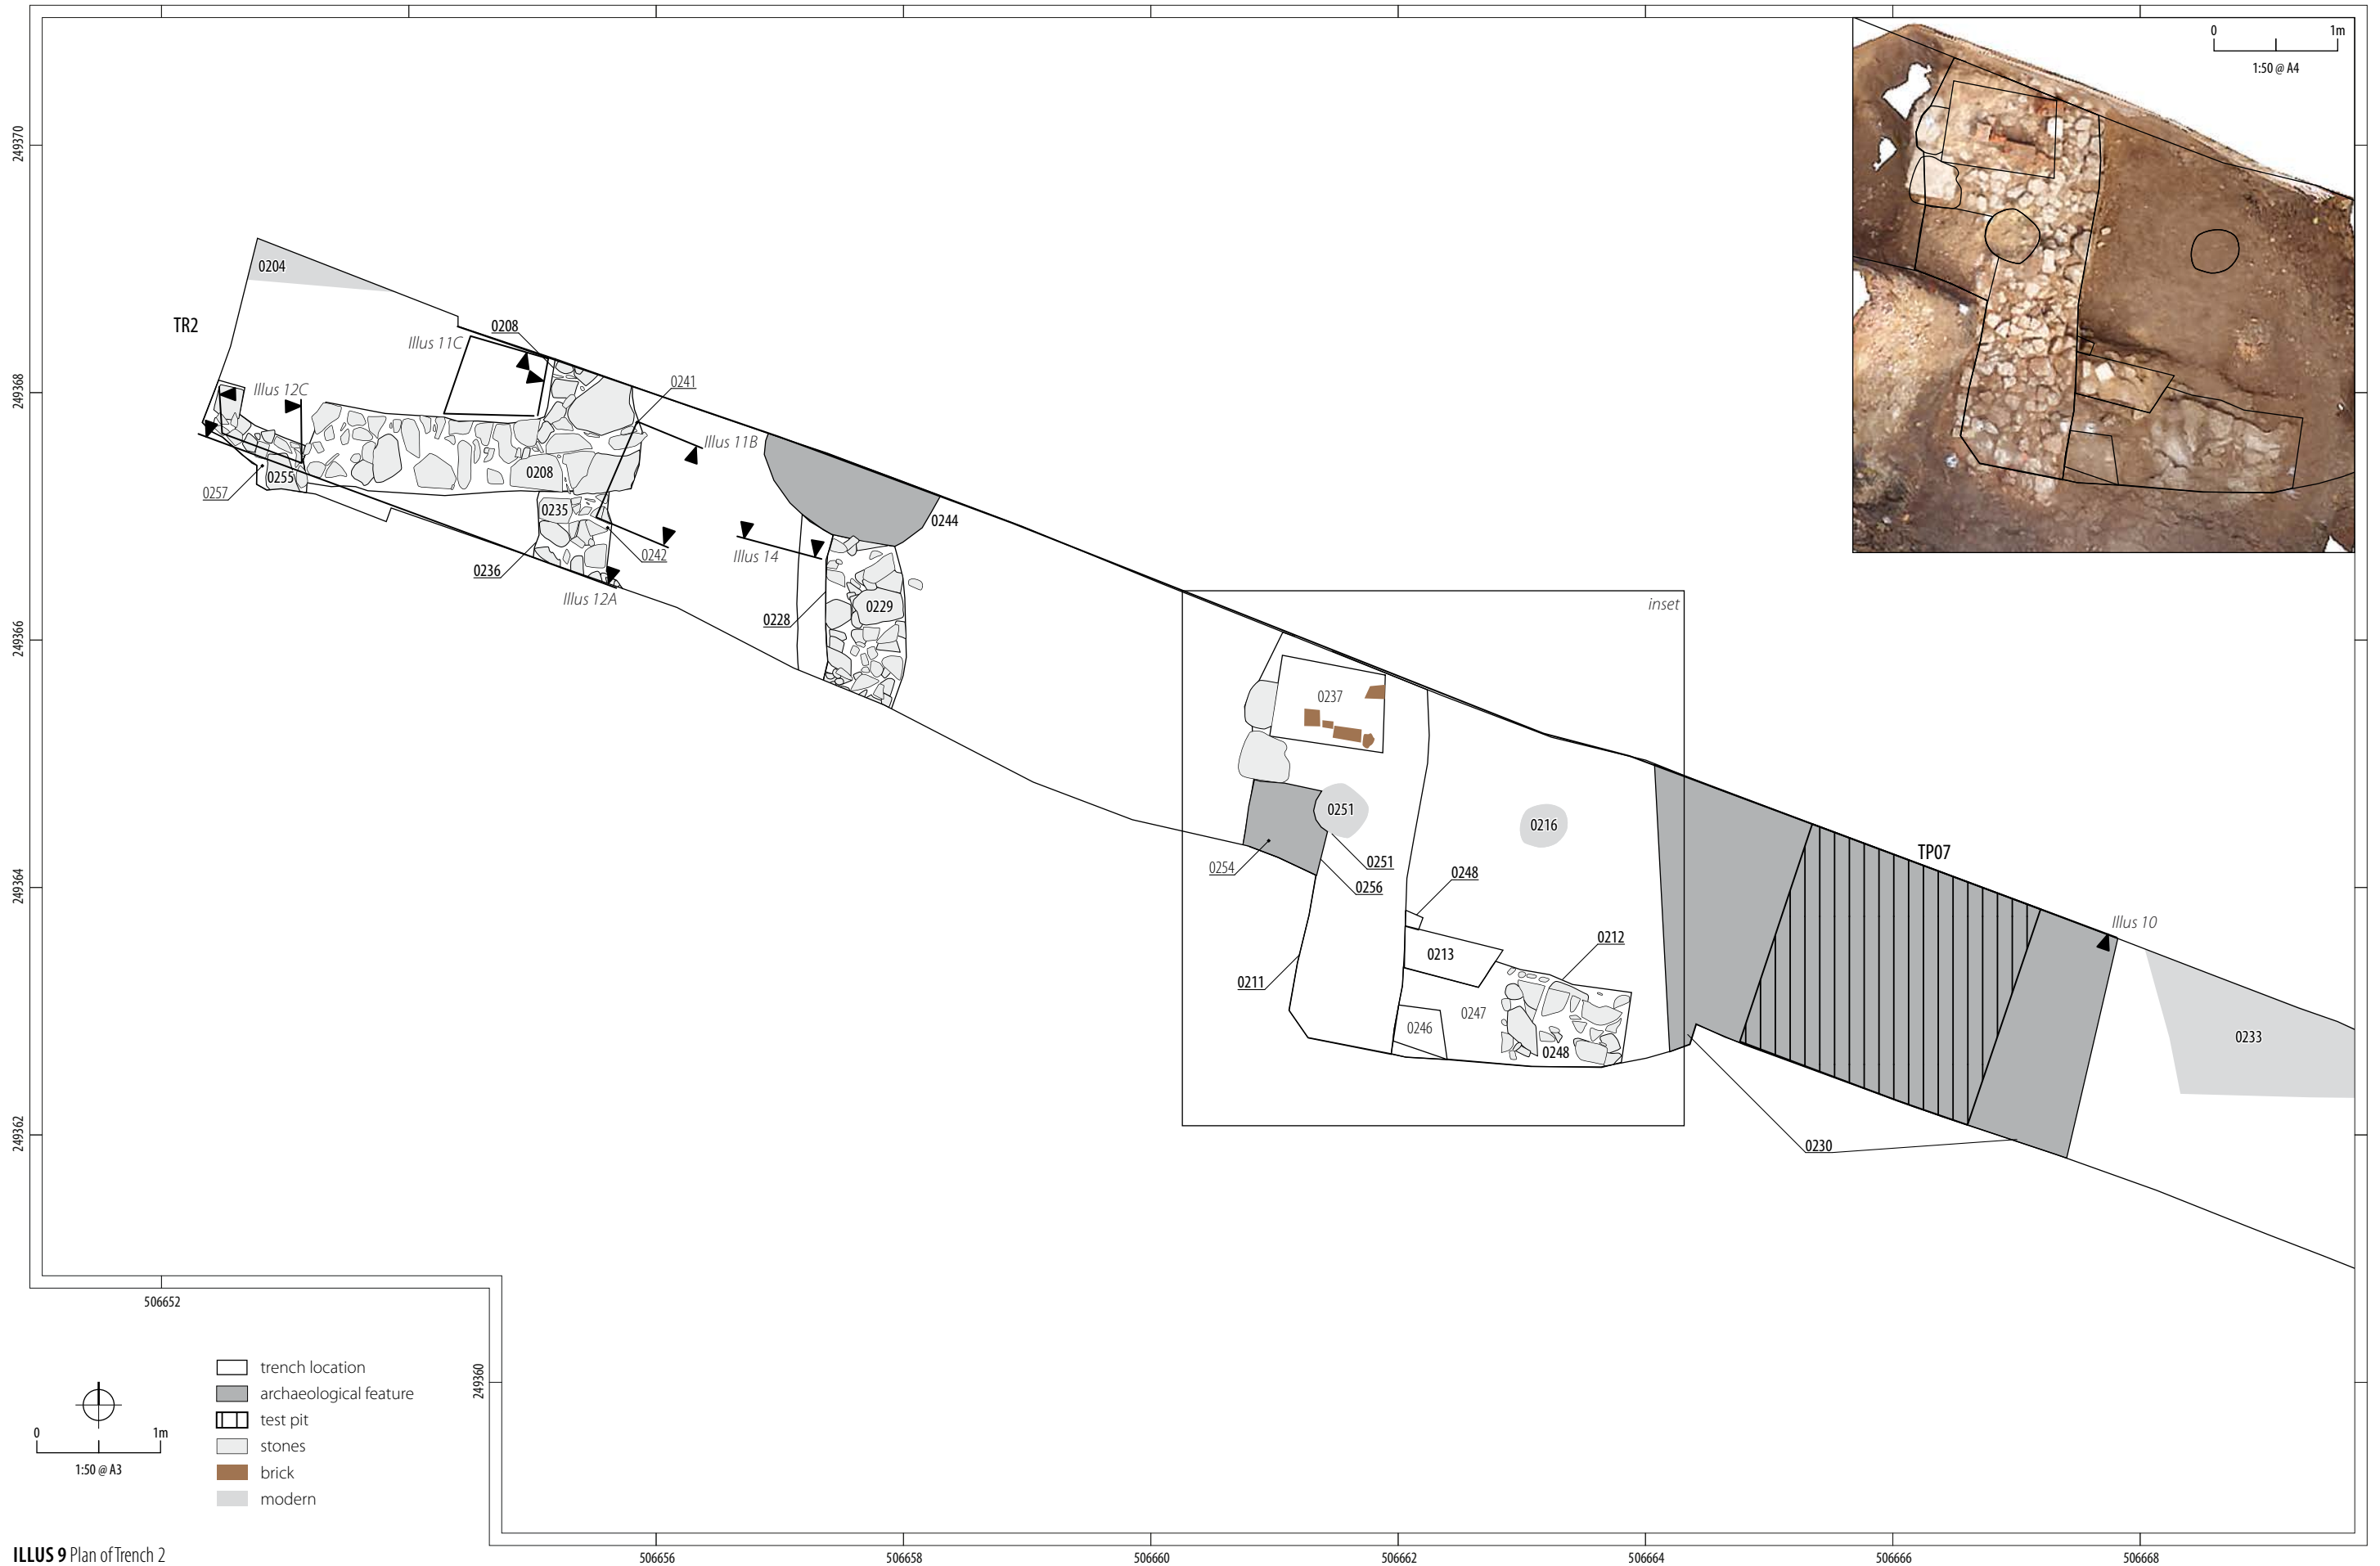 0
1m
1:50 @ A4
249370
0204
TR2
0208
Illus 11C
249368
0241
Illus 12C
Illus 11B
0208
0255
0257
0235
0244
0242
Illus 14
0236
Illus 12A
inset
0229
0228
249366
0237
0251
0216
TP07
0251
0254
0248
0256
249364
Illus 10
0212
0213
0211
0247
0246
0233
0248
249362
0230
506652
249360
trench location
archaeological feature
test pit
stones
brick
modern
0
1m
1:50 @ A3
ILLUS 9 Plan of Trench 2
506656
506658
506660
506662
506664
506666
506668